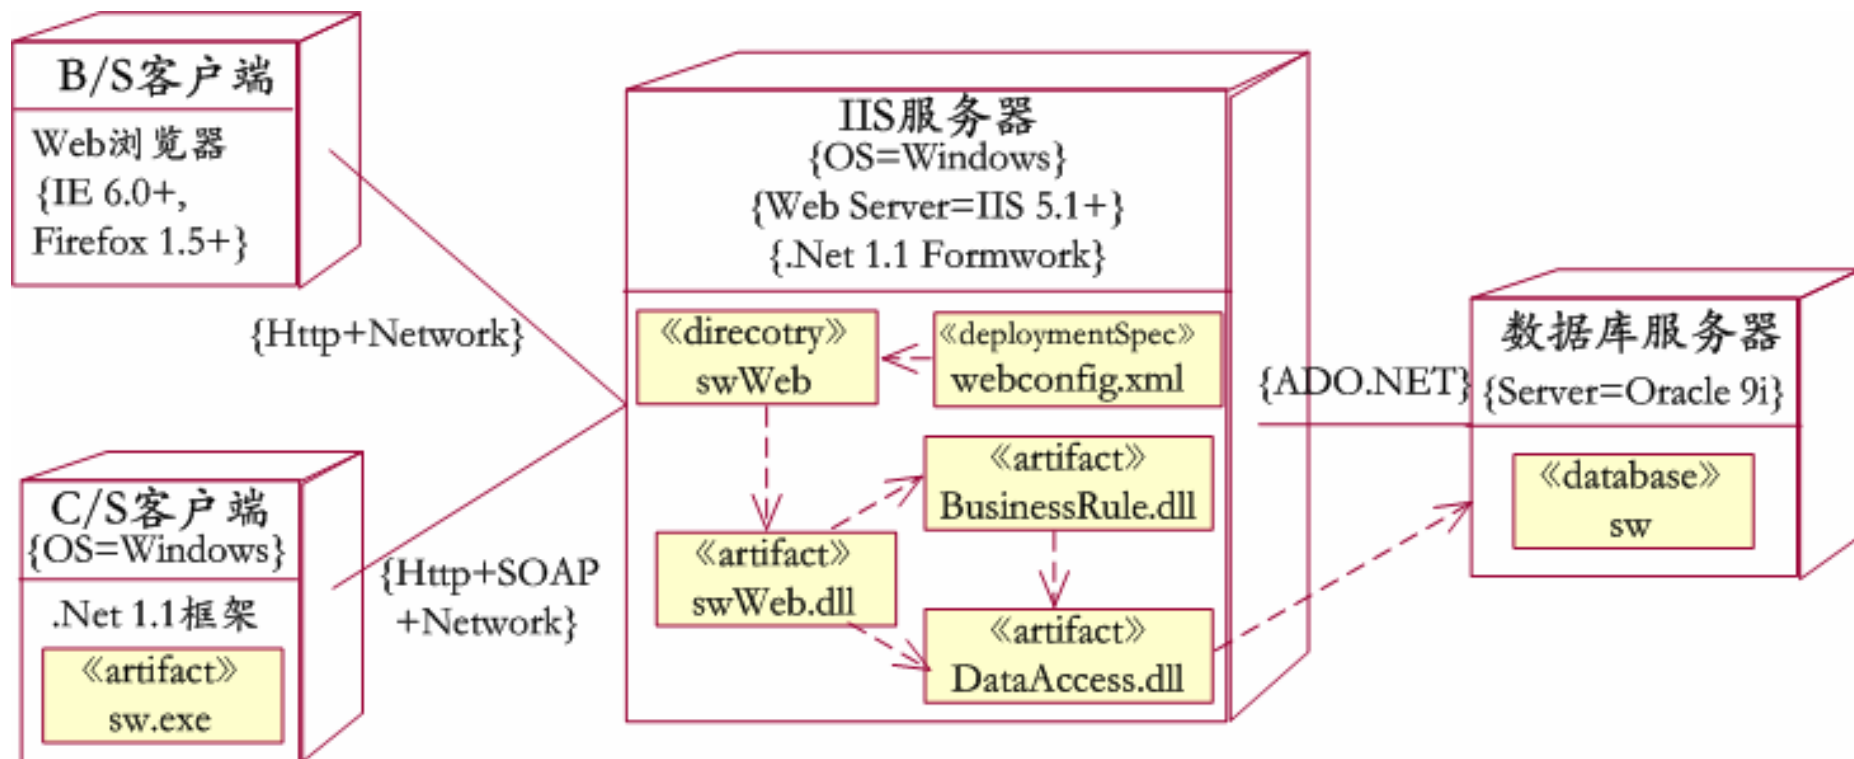 B/S客户端
Web浏览器
{IE 6.0+,
Firefox 1.5+}
{Http+Network}
C/S客户端
{OS=Windows}
.Net 1.1框架
《artifact》
sw.exe
{Http+SOAP
+Network}
IIS服务器
{OS=Windows}
{Web Server=IIS 5.1+}
{.Net 1.1 Formwork}
《direcotry》
swWeb
《deploymentSpec》
webconfig.xml
《artifact》
BusinessRule.dll
《artifact》
swWeb.dll
《artifact》
DataAccess.dll
{ADO.NET}
数据库服务器
{Server=Oracle 9i}
《database》
sw